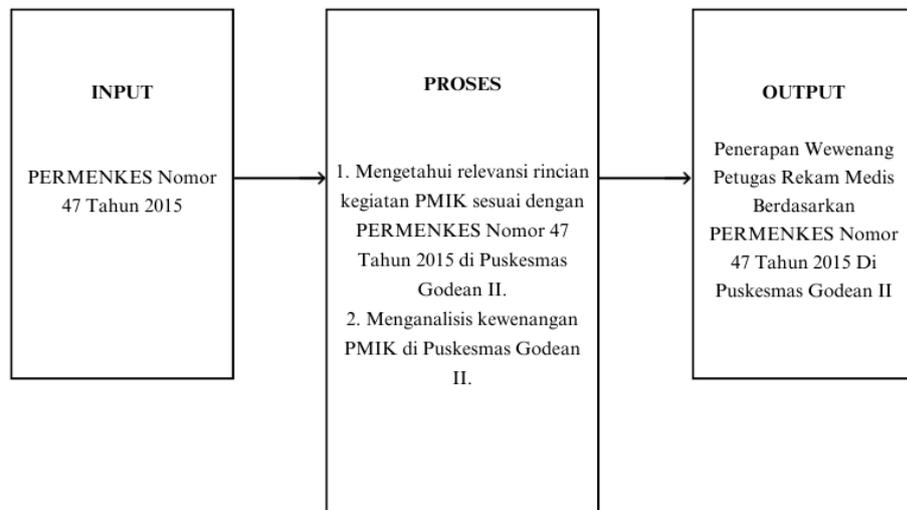 INPUT
PERMENKES Nomor
47 Tahun 2015
PROSES
1. Mengetahui relevansi rincian
kegiatan PMIK sesuai dengan
PERMENKES Nomor 47
Tahun 2015 di Puskesmas
Godean II.
2. Menganalisis kewenangan
PMIK di Puskesmas Godean
II.
OUTPUT
Penerapan Wewenang
Petugas Rekam Medis
Berdasarkan
PERMENKES Nomor
47 Tahun 2015 Di
Puskesmas Godean II